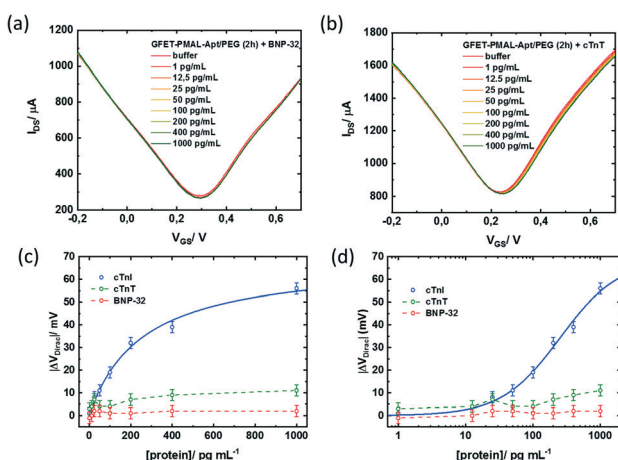 (a)
GFET-PMAL-Apt/PEG (2h) + BNP-32
buffer
1 pg/mL
12,5 pg/mL
25 pg/mL
50 pg/mL
100 pg/mL
200 pg/mL
400 pg/mL
1000 pg/mL
1200
1000
800
600
400
200
I_DS/ µA
-0,2
0,0
0,2
0,4
0,6
V_GS/ V
(b)
GFET-PMAL-Apt/PEG (2h) + cTnT
buffer
1 pg/mL
12.5 pg/mL
25 pg/mL
50 pg/mL
100 pg/mL
200 pg/mL
400 pg/mL
1000 pg/mL
1800
1600
1400
1200
1000
800
I_DS/ µA
-0,2
0,0
0,2
0,4
0,6
V_GS/ V
(c)
cTnI
cTnT
BNP-32
70
60
50
40
30
20
10
0
|ΔV_Dirac|/ mV
0
200
400
600
800
1000
[protein]/ pg mL⁻¹
(d)
cTnI
cTnT
BNP-32
70
60
50
40
30
20
10
0
|ΔV_Dirac| (mV)
1
10
100
1000
[protein]/ pg mL⁻¹